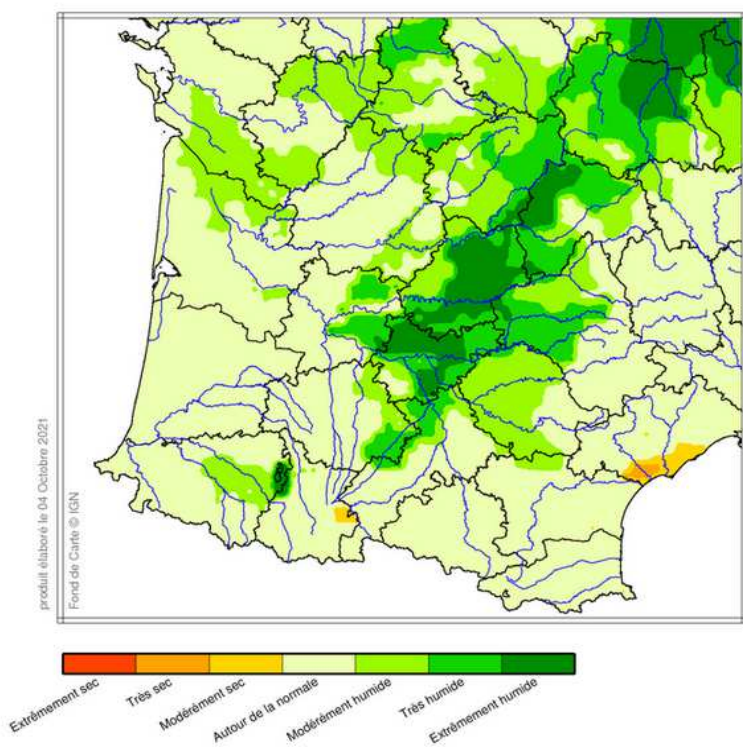 produit élaboré le 04 Octobre 2021
Fond de Carte © IGN
Extrêmement sec
Très sec
Modérément sec
Autour de la normale
Modérément humide
Très humide
Extrêmement humide